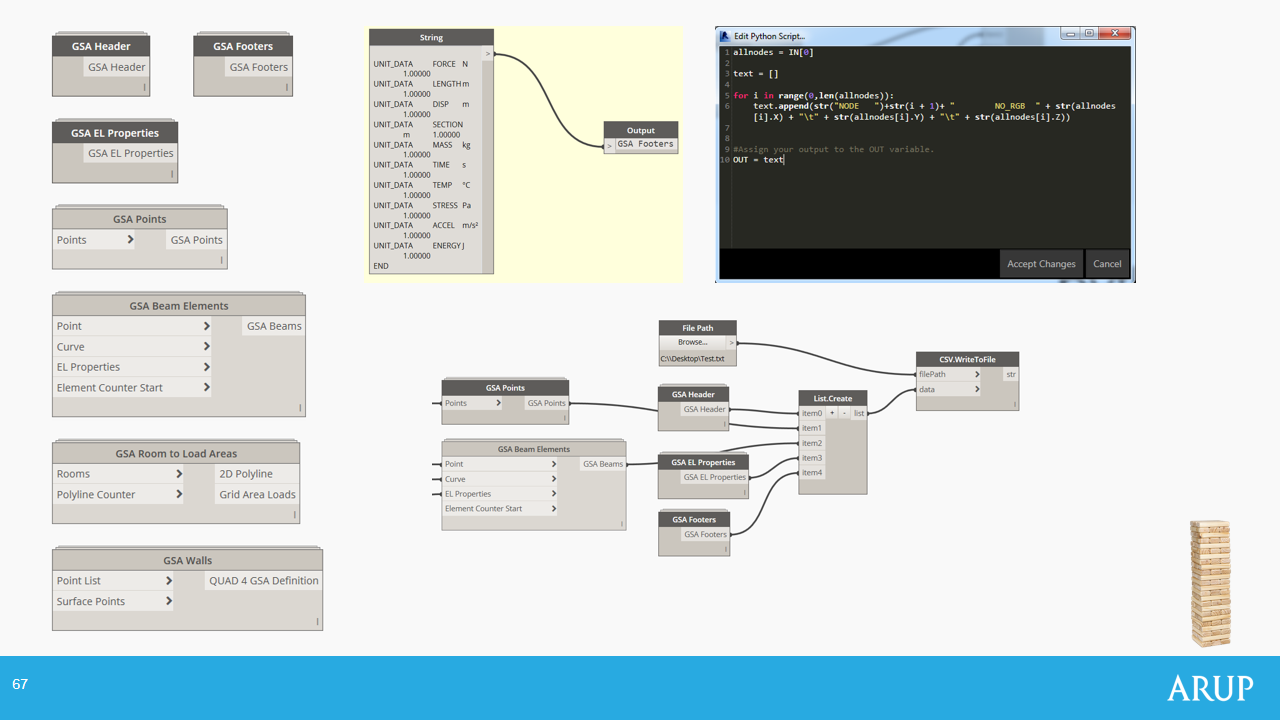 GSA Header
GSA Header
GSA Footers
GSA Footers
GSA EL Properties
GSA EL Properties
GSA Points
Points
GSA Points
GSA Beam Elements
Point
GSA Beams
Curve
EL Properties
Element Counter Start
GSA Room to Load Areas
Rooms
2D Polyline
Polyline Counter
Grid Area Loads
GSA Walls
Point List
QUAD 4 GSA Definition
Surface Points
String
>
UNIT_DATA FORCE N
1.00000
UNIT_DATA LENGTH m
1.00000
UNIT_DATA DISP m
1.00000
UNIT_DATA SECTION
m 1.00000
UNIT_DATA MASS kg
1.00000
UNIT_DATA TIME s
1.00000
UNIT_DATA TEMP °C
1.00000
UNIT_DATA STRESS Pa
1.00000
UNIT_DATA ACCEL m/s²
1.00000
UNIT_DATA ENERGY J
1.00000
END
Output
> GSA Footers
Edit Python Script...
1 allnodes = IN[0]
2
3 text = []
4
5 for i in range(0,len(allnodes)):
6 text.append(str("NODE   ")+str(i + 1)+ "        NO_RGB  " + str(allnodes
[i].X) + "\t" + str(allnodes[i].Y) + "\t" + str(allnodes[i].Z))
7
8
9 #Assign your output to the OUT variable.
10 OUT = text
Accept Changes
Cancel
GSA Points
Points
GSA Points
GSA Beam Elements
Point
GSA Beams
Curve
EL Properties
Element Counter Start
File Path
Browse...
>
C:\\Desktop\Test.txt
GSA Header
GSA Header
GSA EL Properties
GSA EL Properties
GSA Footers
GSA Footers
List.Create
item0 + - list
item1
item2
item3
item4
CSV.WriteToFile
filePath
str
data
67
ARUP